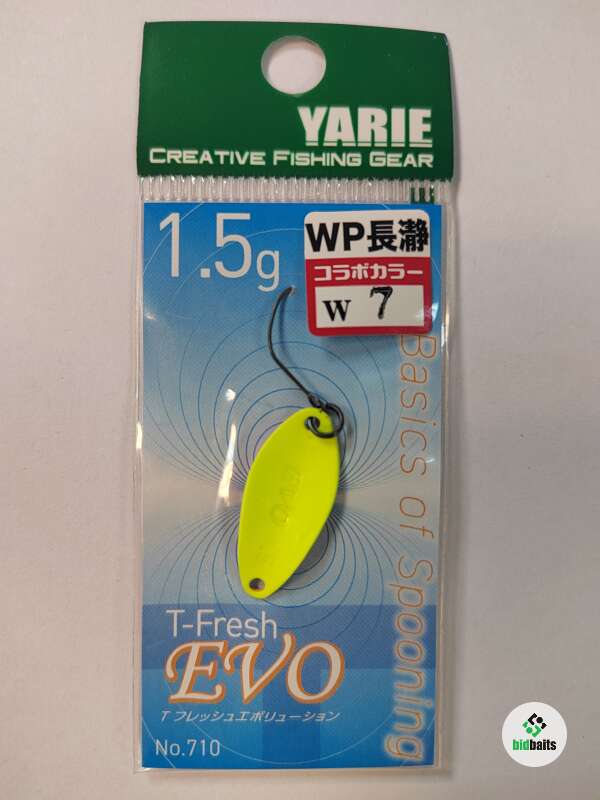 YARIE
CREATIVE FISHING GEAR
1.5g
WP長瀞
コラボカラー
W 7
Basics of Spooning
EVO
T-Fresh
EVO
T フレッシュエボリューション
No.710
bidbaits